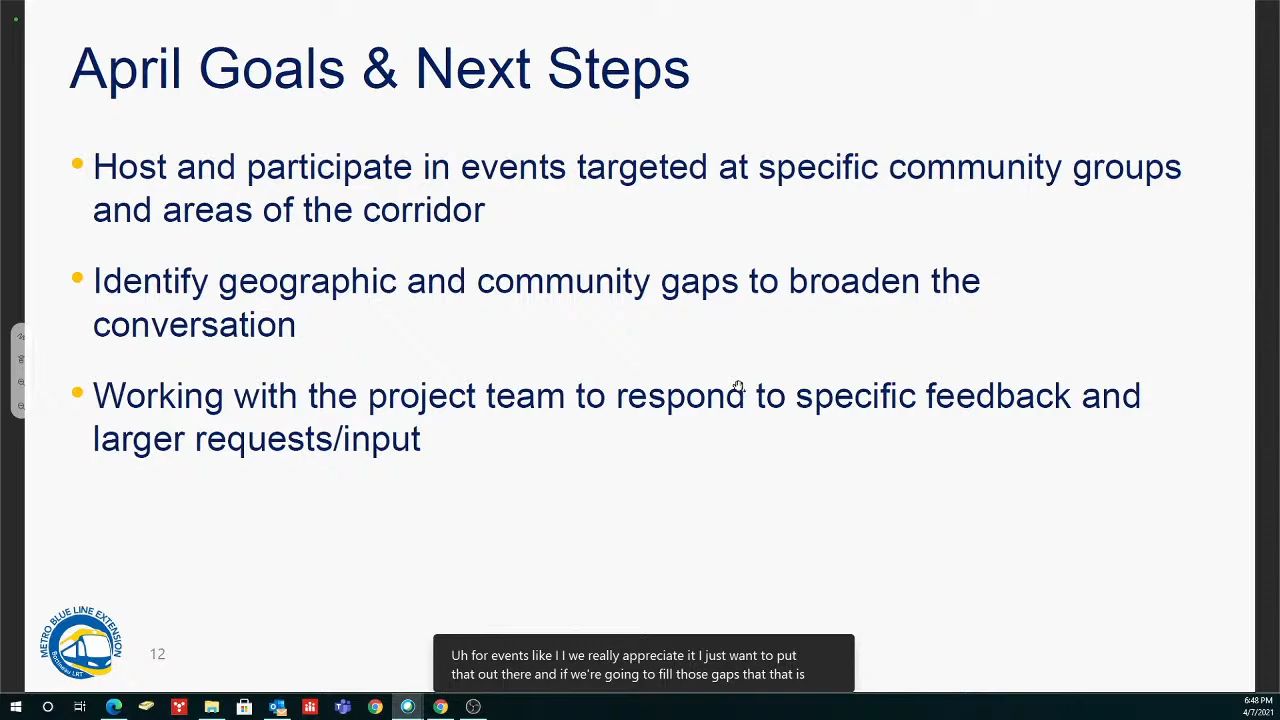 April Goals & Next Steps
• Host and participate in events targeted at specific community groups
and areas of the corridor
• Identify geographic and community gaps to broaden the
conversation
• Working with the project team to respond to specific feedback and
larger requests/input
METRO BLUE LINE EXTENSION
Bottineau LRT
12
Uh for events like I I we really appreciate it I just want to put
that out there and if we're going to fill those gaps that that is
6:48 PM
4/7/2021